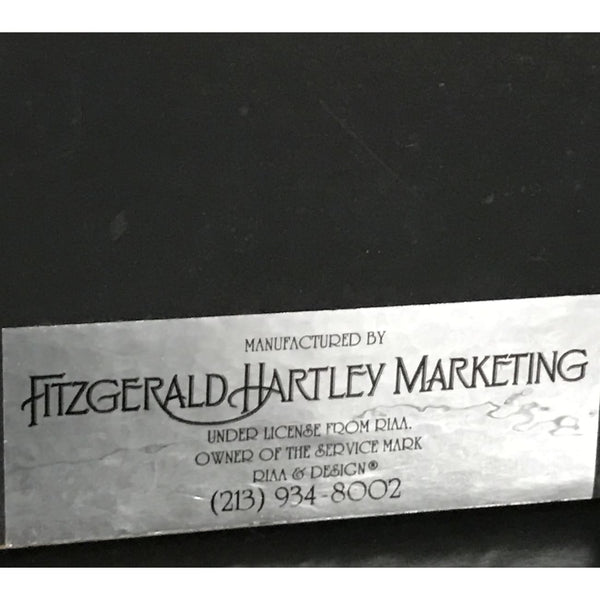 MANUFACTURED BY
FITZGERALD HARTLEY MARKETING
UNDER LICENSE FROM RIAA.
OWNER OF THE SERVICE MARK
RIAA & DESIGN®
(213) 934-8002